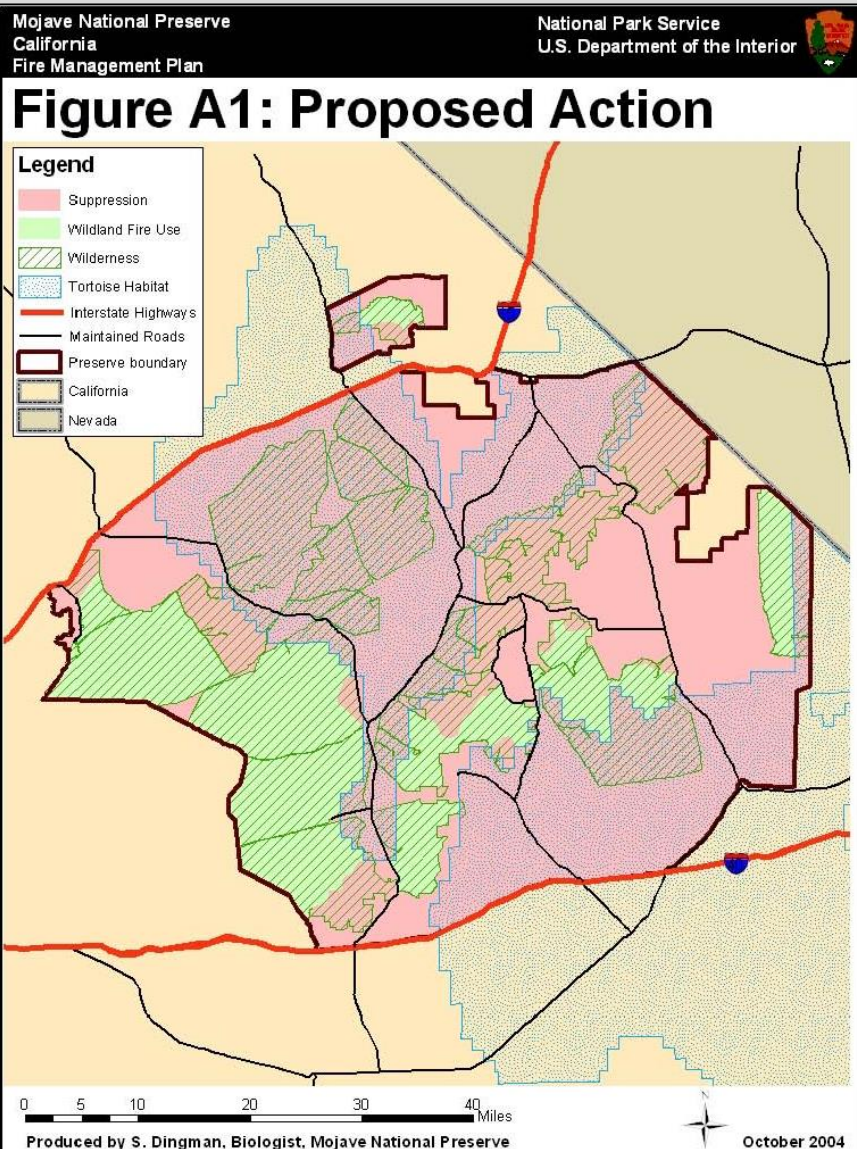 Mojave National Preserve
California
Fire Management Plan
National Park Service
U.S. Department of the Interior
Figure A1: Proposed Action
Legend
Suppression
Wildland Fire Use
Wilderness
Tortoise Habitat
Interstate Highways
Maintained Roads
Preserve boundary
California
Nevada
0 5 10 20 30 40
Miles
N
Produced by S. Dingman, Biologist, Mojave National Preserve
October 2004